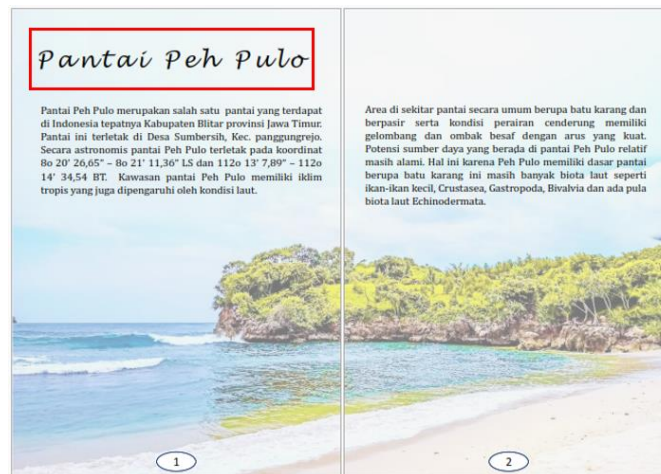 Pantai Peh Pulo
Pantai Peh Pulo merupakan salah satu pantai yang terdapat
di Indonesia tepatnya Kabupaten Blitar provinsi Jawa Timur.
Pantai ini terletak di Desa Sumbersih, Kec. panggungrejo.
Secara astronomis pantai Peh Pulo terletak pada koordinat
8o 20’ 26,65” – 8o 21’ 11,36” LS dan 112o 13’ 7,89” – 112o
14’ 34,54 BT. Kawasan pantai Peh Pulo memiliki iklim
tropis yang juga dipengaruhi oleh kondisi laut.
1
Area di sekitar pantai secara umum berupa batu karang dan
berpasir serta kondisi perairan cenderung memiliki
gelombang dan ombak besaf dengan arus yang kuat.
Potensi sumber daya yang berada di pantai Peh Pulo relatif
masih alami. Hal ini karena Peh Pulo memiliki dasar pantai
berupa batu karang ini masih banyak biota laut seperti
ikan-ikan kecil, Crustasea, Gastropoda, Bivalvia dan ada pula
biota laut Echinodermata.
2